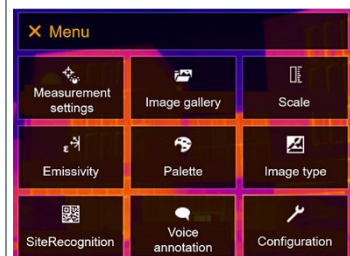 × Menu
Measurement
settings
Image gallery
Scale
ε
Emissivity
Palette
Image type
SiteRecognition
Voice
annotation
Configuration